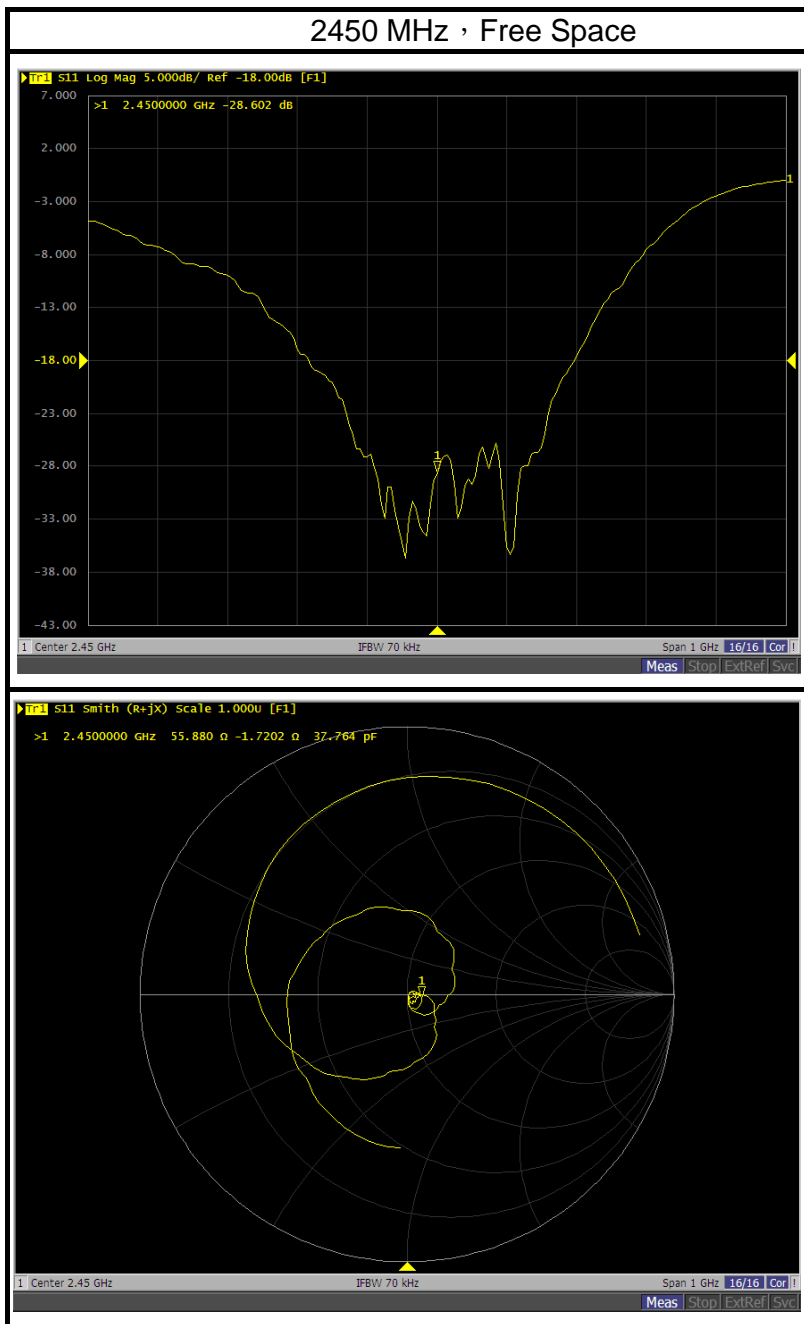 2450 MHz，Free Space
Tr1 S11 Log Mag 5.000dB/ Ref -18.00dB [F1]
7.000
>1 2.4500000 GHz -28.602 dB
2.000
-3.000
1
-8.000
-13.00
-18.00
-23.00
-28.00
1
-33.00
-38.00
-43.00
1 Center 2.45 GHz IFBW 70 kHz Span 1 GHz 16/16 Cor !
Meas Stop ExtRef Svc
Tr1 S11 Smith (R+jX) Scale 1.000U [F1]
>1 2.4500000 GHz 55.880 Ω -1.7202 Ω 37.764 pF
1
1 Center 2.45 GHz IFBW 70 kHz Span 1 GHz 16/16 Cor !
Meas Stop ExtRef Svc